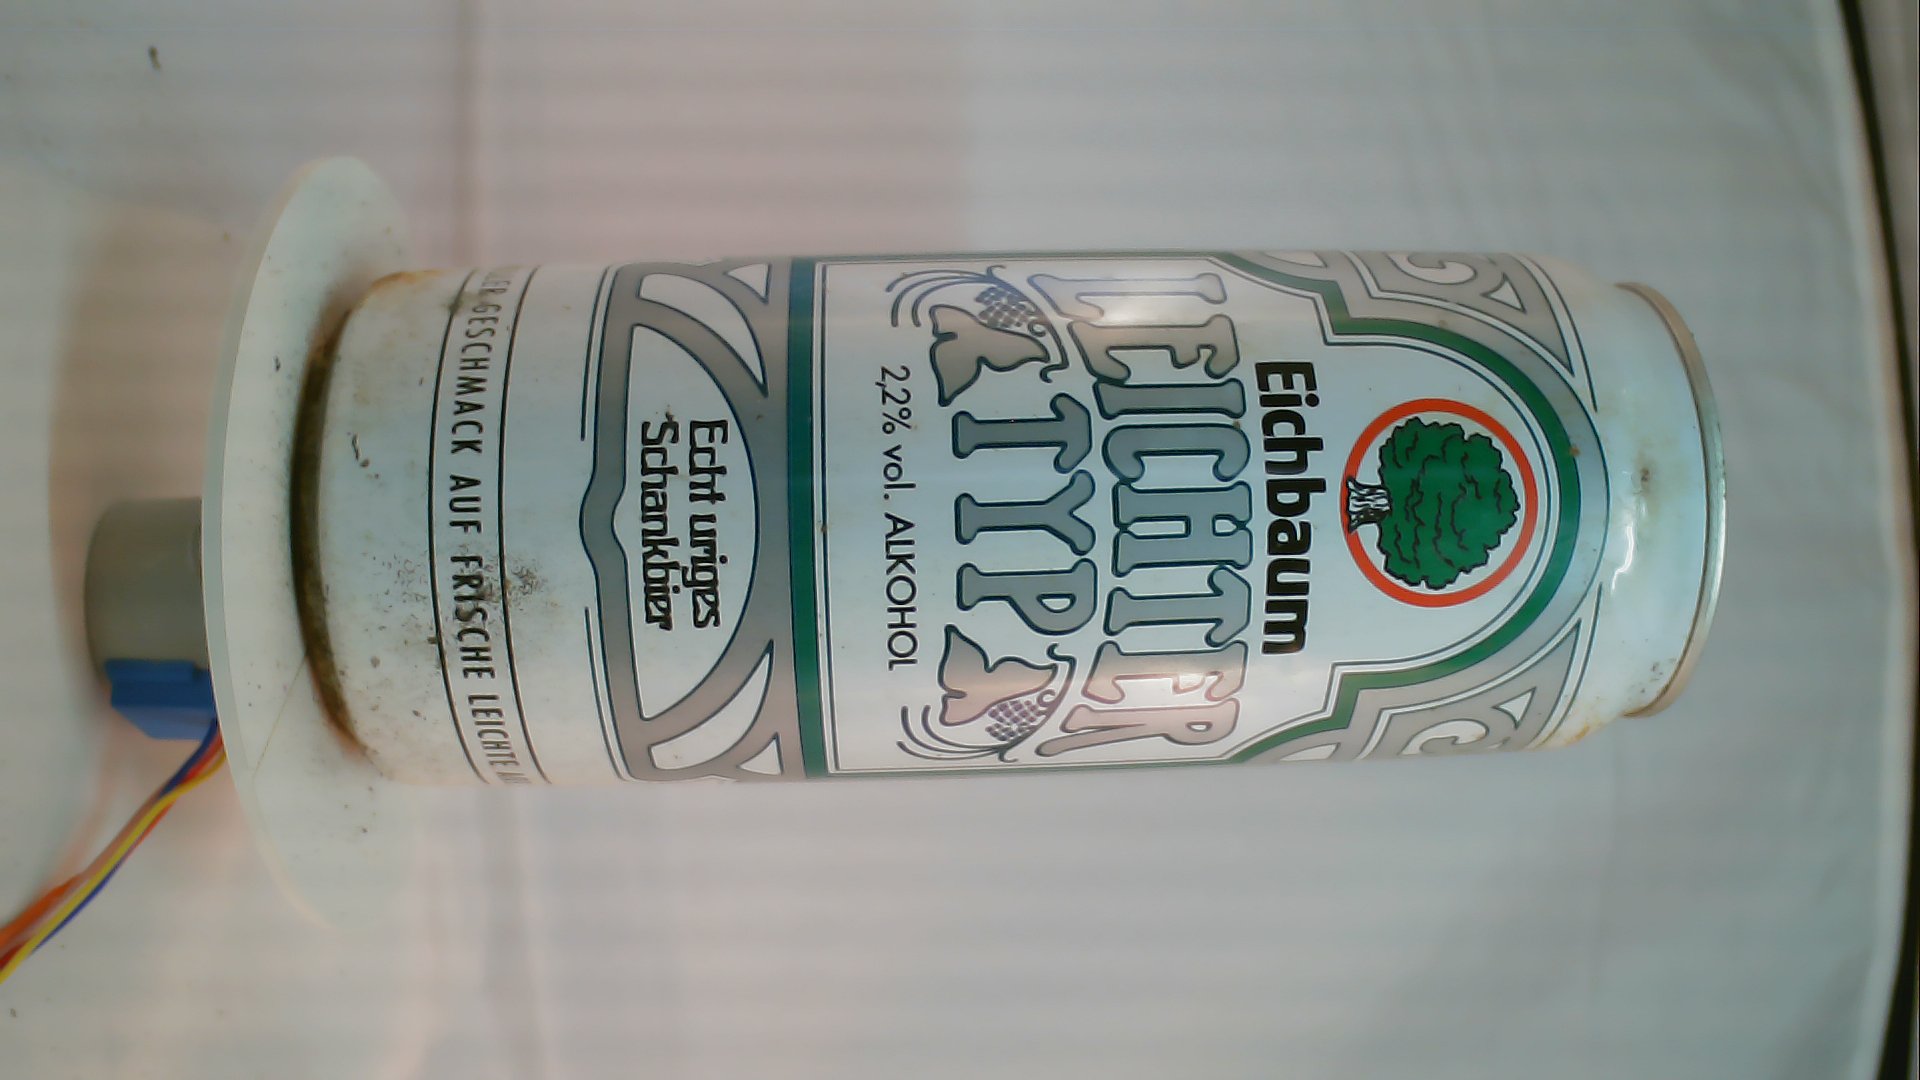 Eichbaum
LEICHTER
TYP
2,2% vol. ALKOHOL
Echt uriges
Schankbier
GESCHMACK AUF FRISCHE LEICHTE